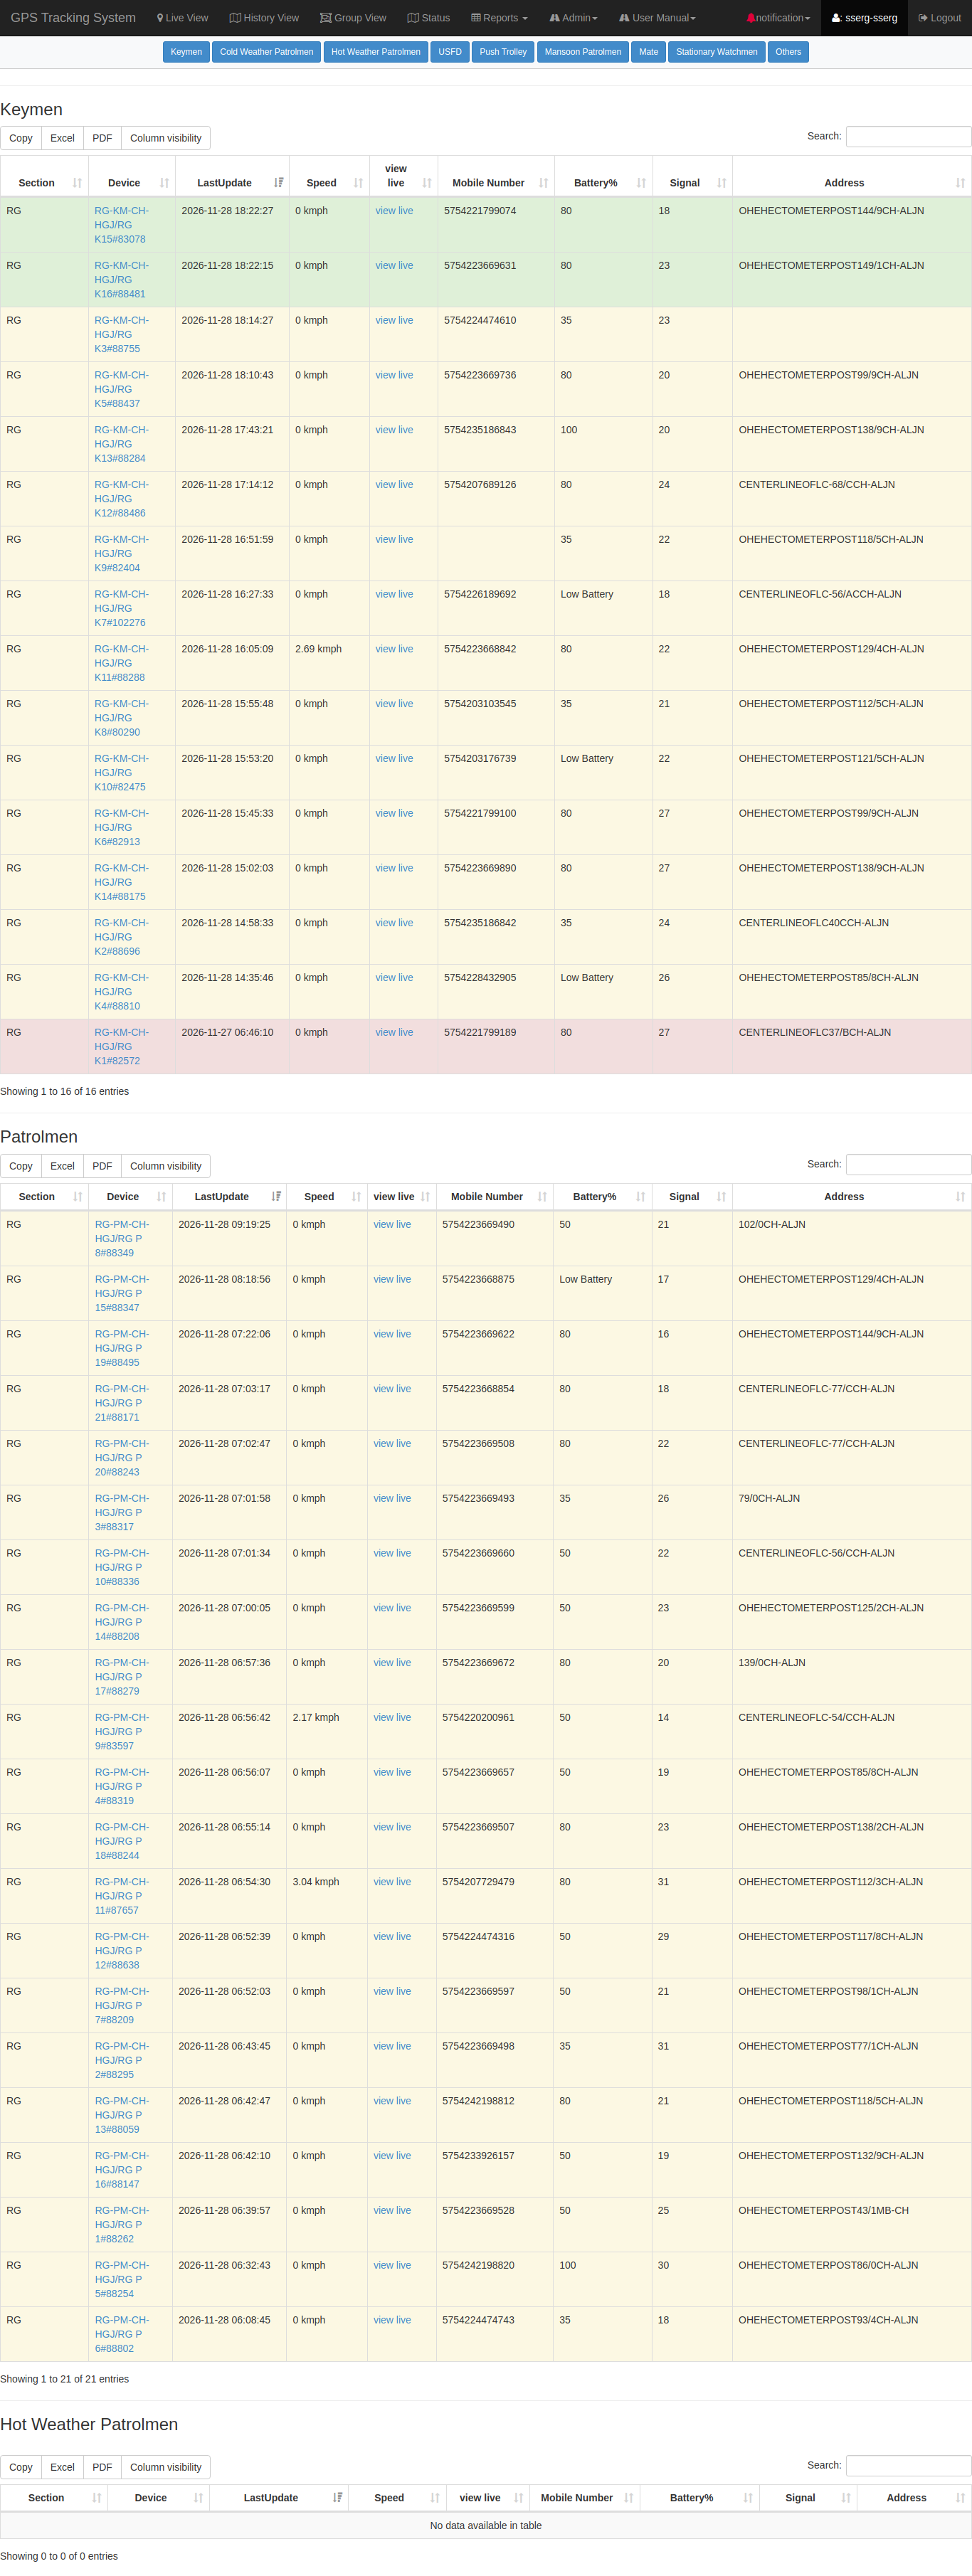 GPS Tracking System Live View History View Group View Status Reports Admin User Manual notification : sserg-sserg Logout
Keymen Cold Weather Patrolmen Hot Weather Patrolmen USFD Push Trolley Mansoon Patrolmen Mate Stationary Watchmen Others
Keymen
Copy Excel PDF Column visibility Search:
Section Device LastUpdate Speed view live Mobile Number Battery% Signal Address
RG RG-KM-CH-HGJ/RG K15#83078 2026-11-28 18:22:27 0 kmph view live 5754221799074 80 18 OHEHECTOMETERPOST144/9CH-ALJN
RG RG-KM-CH-HGJ/RG K16#88481 2026-11-28 18:22:15 0 kmph view live 5754223669631 80 23 OHEHECTOMETERPOST149/1CH-ALJN
RG RG-KM-CH-HGJ/RG K3#88755 2026-11-28 18:14:27 0 kmph view live 5754224474610 35 23
RG RG-KM-CH-HGJ/RG K5#88437 2026-11-28 18:10:43 0 kmph view live 5754223669736 80 20 OHEHECTOMETERPOST99/9CH-ALJN
RG RG-KM-CH-HGJ/RG K13#88284 2026-11-28 17:43:21 0 kmph view live 5754235186843 100 20 OHEHECTOMETERPOST138/9CH-ALJN
RG RG-KM-CH-HGJ/RG K12#88486 2026-11-28 17:14:12 0 kmph view live 5754207689126 80 24 CENTERLINEOFLC-68/CCH-ALJN
RG RG-KM-CH-HGJ/RG K9#82404 2026-11-28 16:51:59 0 kmph view live 35 22 OHEHECTOMETERPOST118/5CH-ALJN
RG RG-KM-CH-HGJ/RG K7#102276 2026-11-28 16:27:33 0 kmph view live 5754226189692 Low Battery 18 CENTERLINEOFLC-56/ACCH-ALJN
RG RG-KM-CH-HGJ/RG K11#88288 2026-11-28 16:05:09 2.69 kmph view live 5754223668842 80 22 OHEHECTOMETERPOST129/4CH-ALJN
RG RG-KM-CH-HGJ/RG K8#80290 2026-11-28 15:55:48 0 kmph view live 5754203103545 35 21 OHEHECTOMETERPOST112/5CH-ALJN
RG RG-KM-CH-HGJ/RG K10#82475 2026-11-28 15:53:20 0 kmph view live 5754203176739 Low Battery 22 OHEHECTOMETERPOST121/5CH-ALJN
RG RG-KM-CH-HGJ/RG K6#82913 2026-11-28 15:45:33 0 kmph view live 5754221799100 80 27 OHEHECTOMETERPOST99/9CH-ALJN
RG RG-KM-CH-HGJ/RG K14#88175 2026-11-28 15:02:03 0 kmph view live 5754223669890 80 27 OHEHECTOMETERPOST138/9CH-ALJN
RG RG-KM-CH-HGJ/RG K2#88696 2026-11-28 14:58:33 0 kmph view live 5754235186842 35 24 CENTERLINEOFLC40CCH-ALJN
RG RG-KM-CH-HGJ/RG K4#88810 2026-11-28 14:35:46 0 kmph view live 5754228432905 Low Battery 26 OHEHECTOMETERPOST85/8CH-ALJN
RG RG-KM-CH-HGJ/RG K1#82572 2026-11-27 06:46:10 0 kmph view live 5754221799189 80 27 CENTERLINEOFLC37/BCH-ALJN
Showing 1 to 16 of 16 entries
Patrolmen
Copy Excel PDF Column visibility Search:
Section Device LastUpdate Speed view live Mobile Number Battery% Signal Address
RG RG-PM-CH-HGJ/RG P 8#88349 2026-11-28 09:19:25 0 kmph view live 5754223669490 50 21 102/0CH-ALJN
RG RG-PM-CH-HGJ/RG P 15#88347 2026-11-28 08:18:56 0 kmph view live 5754223668875 Low Battery 17 OHEHECTOMETERPOST129/4CH-ALJN
RG RG-PM-CH-HGJ/RG P 19#88495 2026-11-28 07:22:06 0 kmph view live 5754223669622 80 16 OHEHECTOMETERPOST144/9CH-ALJN
RG RG-PM-CH-HGJ/RG P 21#88171 2026-11-28 07:03:17 0 kmph view live 5754223668854 80 18 CENTERLINEOFLC-77/CCH-ALJN
RG RG-PM-CH-HGJ/RG P 20#88243 2026-11-28 07:02:47 0 kmph view live 5754223669508 80 22 CENTERLINEOFLC-77/CCH-ALJN
RG RG-PM-CH-HGJ/RG P 3#88317 2026-11-28 07:01:58 0 kmph view live 5754223669493 35 26 79/0CH-ALJN
RG RG-PM-CH-HGJ/RG P 10#88336 2026-11-28 07:01:34 0 kmph view live 5754223669660 50 22 CENTERLINEOFLC-56/CCH-ALJN
RG RG-PM-CH-HGJ/RG P 14#88208 2026-11-28 07:00:05 0 kmph view live 5754223669599 50 23 OHEHECTOMETERPOST125/2CH-ALJN
RG RG-PM-CH-HGJ/RG P 17#88279 2026-11-28 06:57:36 0 kmph view live 5754223669672 80 20 139/0CH-ALJN
RG RG-PM-CH-HGJ/RG P 9#83597 2026-11-28 06:56:42 2.17 kmph view live 5754220200961 50 14 CENTERLINEOFLC-54/CCH-ALJN
RG RG-PM-CH-HGJ/RG P 4#88319 2026-11-28 06:56:07 0 kmph view live 5754223669657 50 19 OHEHECTOMETERPOST85/8CH-ALJN
RG RG-PM-CH-HGJ/RG P 18#88244 2026-11-28 06:55:14 0 kmph view live 5754223669507 80 23 OHEHECTOMETERPOST138/2CH-ALJN
RG RG-PM-CH-HGJ/RG P 11#87657 2026-11-28 06:54:30 3.04 kmph view live 5754207729479 80 31 OHEHECTOMETERPOST112/3CH-ALJN
RG RG-PM-CH-HGJ/RG P 12#88638 2026-11-28 06:52:39 0 kmph view live 5754224474316 50 29 OHEHECTOMETERPOST117/8CH-ALJN
RG RG-PM-CH-HGJ/RG P 7#88209 2026-11-28 06:52:03 0 kmph view live 5754223669597 50 21 OHEHECTOMETERPOST98/1CH-ALJN
RG RG-PM-CH-HGJ/RG P 2#88295 2026-11-28 06:43:45 0 kmph view live 5754223669498 35 31 OHEHECTOMETERPOST77/1CH-ALJN
RG RG-PM-CH-HGJ/RG P 13#88059 2026-11-28 06:42:47 0 kmph view live 5754242198812 80 21 OHEHECTOMETERPOST118/5CH-ALJN
RG RG-PM-CH-HGJ/RG P 16#88147 2026-11-28 06:42:10 0 kmph view live 5754233926157 50 19 OHEHECTOMETERPOST132/9CH-ALJN
RG RG-PM-CH-HGJ/RG P 1#88262 2026-11-28 06:39:57 0 kmph view live 5754223669528 50 25 OHEHECTOMETERPOST43/1MB-CH
RG RG-PM-CH-HGJ/RG P 5#88254 2026-11-28 06:32:43 0 kmph view live 5754242198820 100 30 OHEHECTOMETERPOST86/0CH-ALJN
RG RG-PM-CH-HGJ/RG P 6#88802 2026-11-28 06:08:45 0 kmph view live 5754224474743 35 18 OHEHECTOMETERPOST93/4CH-ALJN
Showing 1 to 21 of 21 entries
Hot Weather Patrolmen
Copy Excel PDF Column visibility Search:
Section Device LastUpdate Speed view live Mobile Number Battery% Signal Address
No data available in table
Showing 0 to 0 of 0 entries